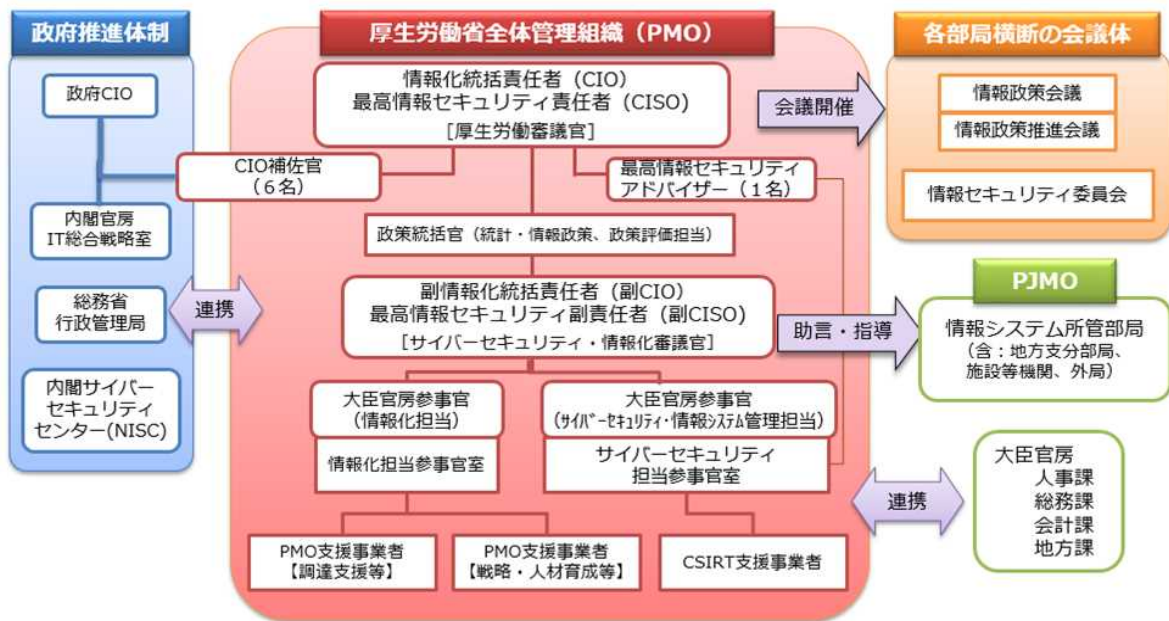 政府推進体制
政府CIO
内閣官房
IT総合戦略室
総務省
行政管理局
内閣サイバー
セキュリティ
センター(NISC)
連携
厚生労働省全体管理組織（PMO）
情報化統括責任者（CIO）
最高情報セキュリティ責任者（CISO）
［厚生労働審議官］
CIO補佐官
（６名）
最高情報セキュリティ
アドバイザー（１名）
政策統括官（統計・情報政策、政策評価担当）
副情報化統括責任者（副CIO）
最高情報セキュリティ副責任者（副CISO）
［サイバーセキュリティ・情報化審議官］
大臣官房参事官
（情報化担当）
情報化担当参事官室
大臣官房参事官
（ｻｲﾊﾞｰｾｷｭﾘﾃｨ・情報ｼｽﾃﾑ管理担当）
サイバーセキュリティ
担当参事官室
PMO支援事業者
【調達支援等】
PMO支援事業者
【戦略・人材育成等】
CSIRT支援事業者
会議開催
各部局横断の会議体
情報政策会議
情報政策推進会議
情報セキュリティ委員会
助言・指導
PJMO
情報システム所管部局
（含：地方支分部局、
施設等機関、外局）
連携
大臣官房
人事課
総務課
会計課
地方課